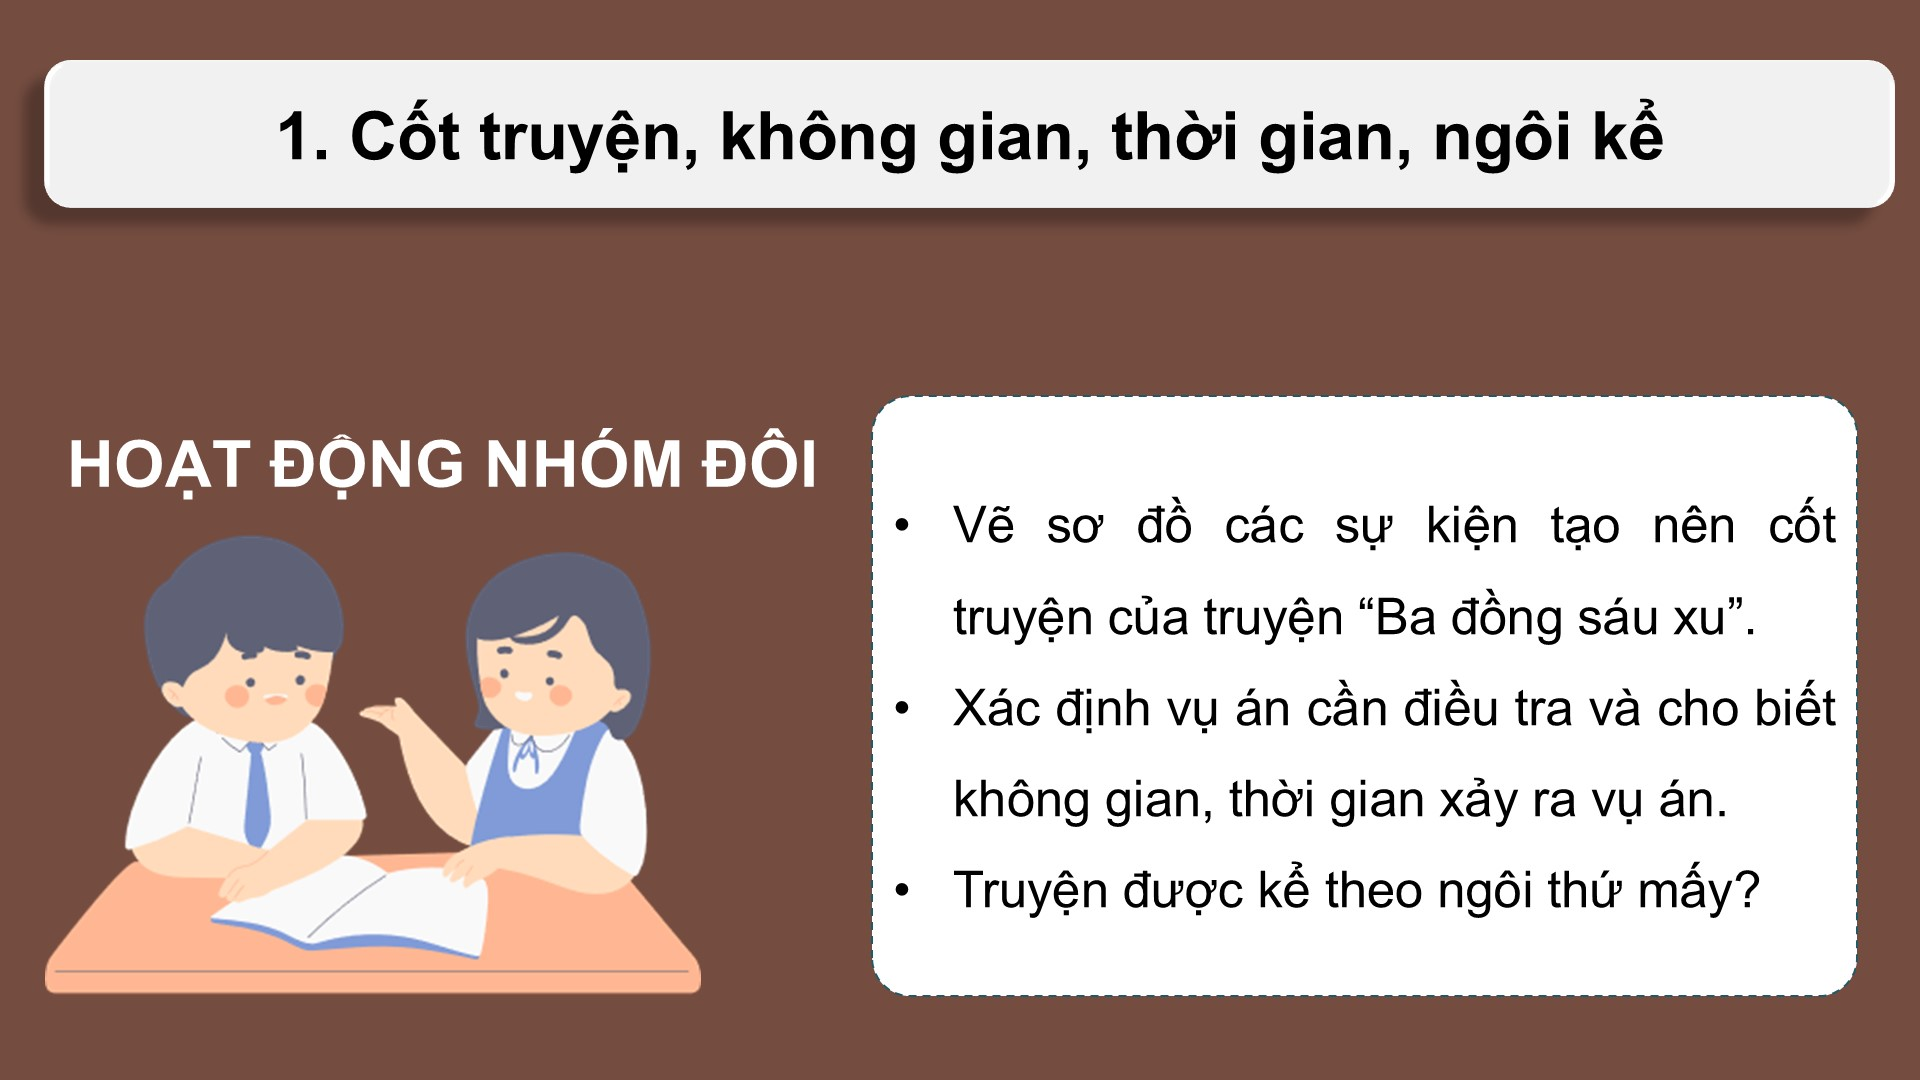 1. Cốt truyện, không gian, thời gian, ngôi kể
HOẠT ĐỘNG NHÓM ĐÔI
• Vẽ sơ đồ các sự kiện tạo nên cốt
truyện của truyện “Ba đồng sáu xu”.
• Xác định vụ án cần điều tra và cho biết
không gian, thời gian xảy ra vụ án.
• Truyện được kể theo ngôi thứ mấy?